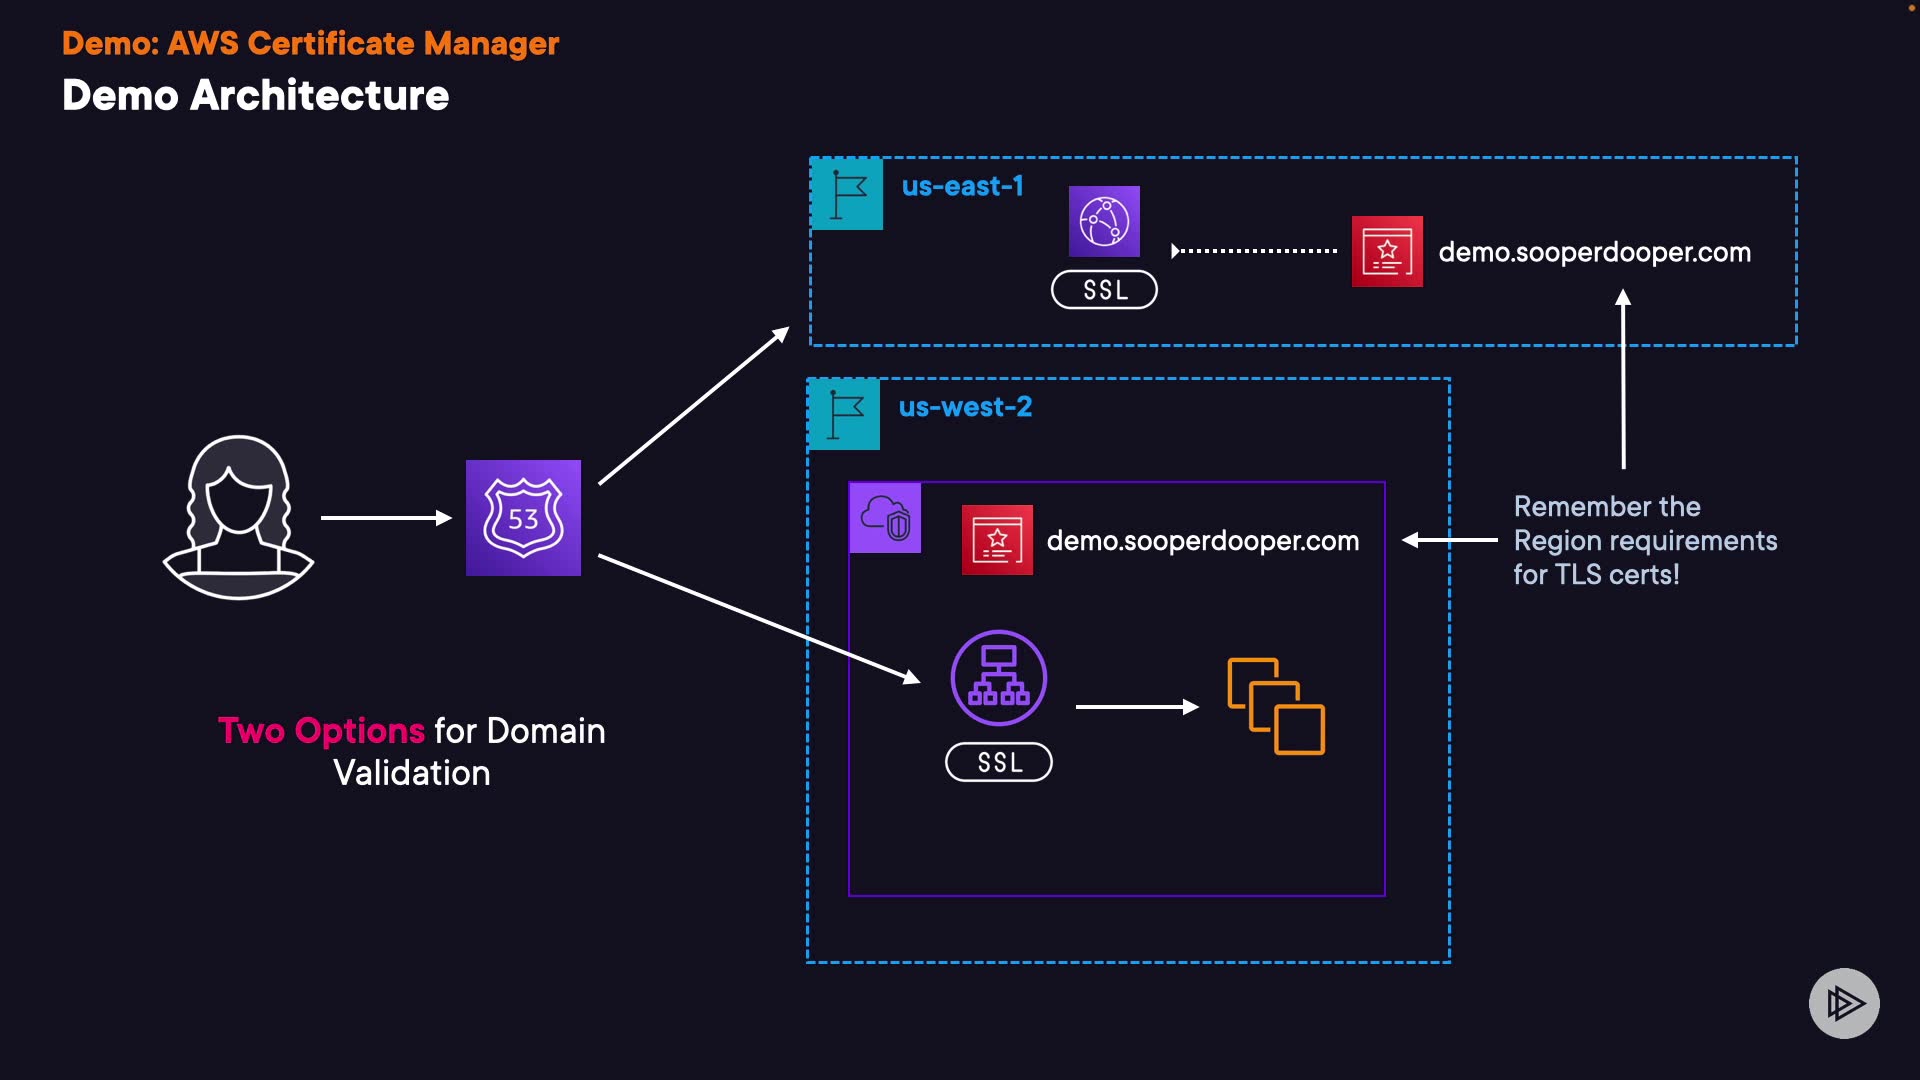 Demo: AWS Certificate Manager
Demo Architecture
us-east-1
SSL
demo.sooperdooper.com
us-west-2
53
demo.sooperdooper.com
Remember the
Region requirements
for TLS certs!
SSL
Two Options for Domain
Validation